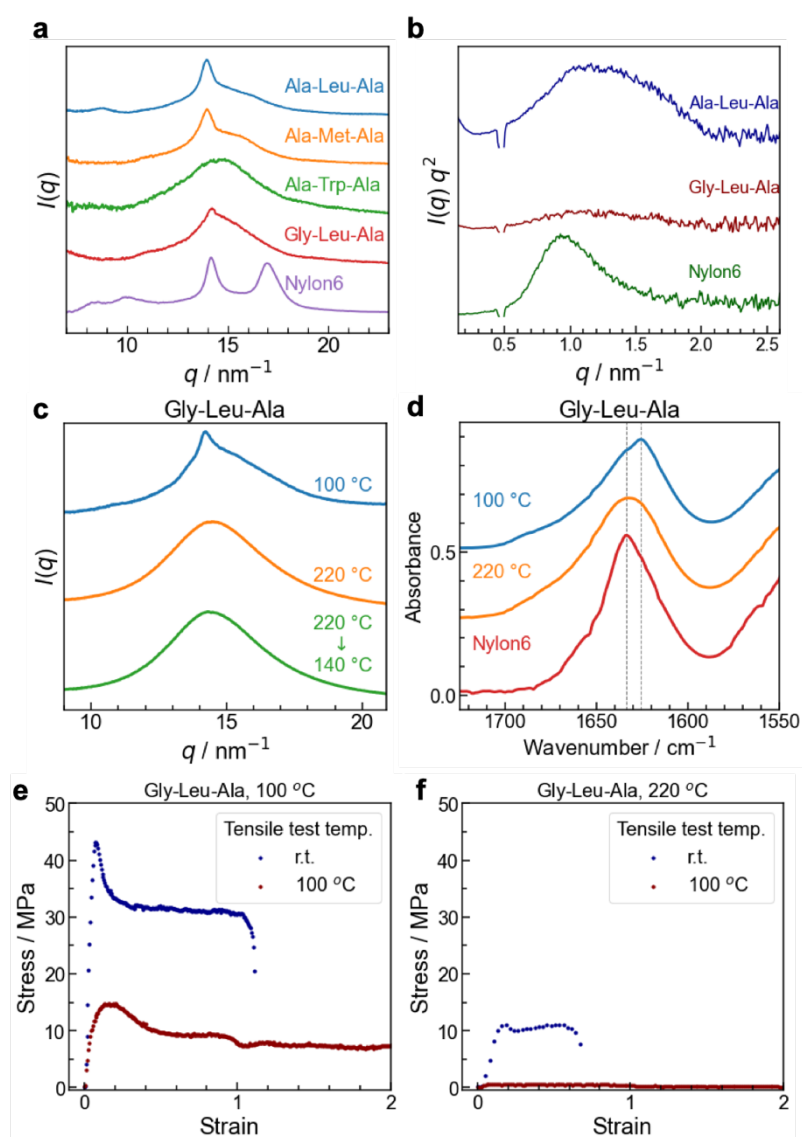 a
Ala-Leu-Ala
Ala-Met-Ala
Ala-Trp-Ala
Gly-Leu-Ala
Nylon6
I(q)
10 15 20
q / nm⁻¹
b
Ala-Leu-Ala
Gly-Leu-Ala
Nylon6
I(q) q²
0.5 1.0 1.5 2.0 2.5
q / nm⁻¹
c
Gly-Leu-Ala
100 °C
220 °C
220 °C
↓
140 °C
I(q)
10 15 20
q / nm⁻¹
d
Gly-Leu-Ala
100 °C
220 °C
Nylon6
Absorbance
0.5
0.0
1700 1650 1600 1550
Wavenumber / cm⁻¹
e
Gly-Leu-Ala, 100 °C
Tensile test temp.
r.t.
100 °C
Stress / MPa
50
40
30
20
10
0
0 1 2
Strain
f
Gly-Leu-Ala, 220 °C
Tensile test temp.
r.t.
100 °C
Stress / MPa
50
40
30
20
10
0
0 1 2
Strain